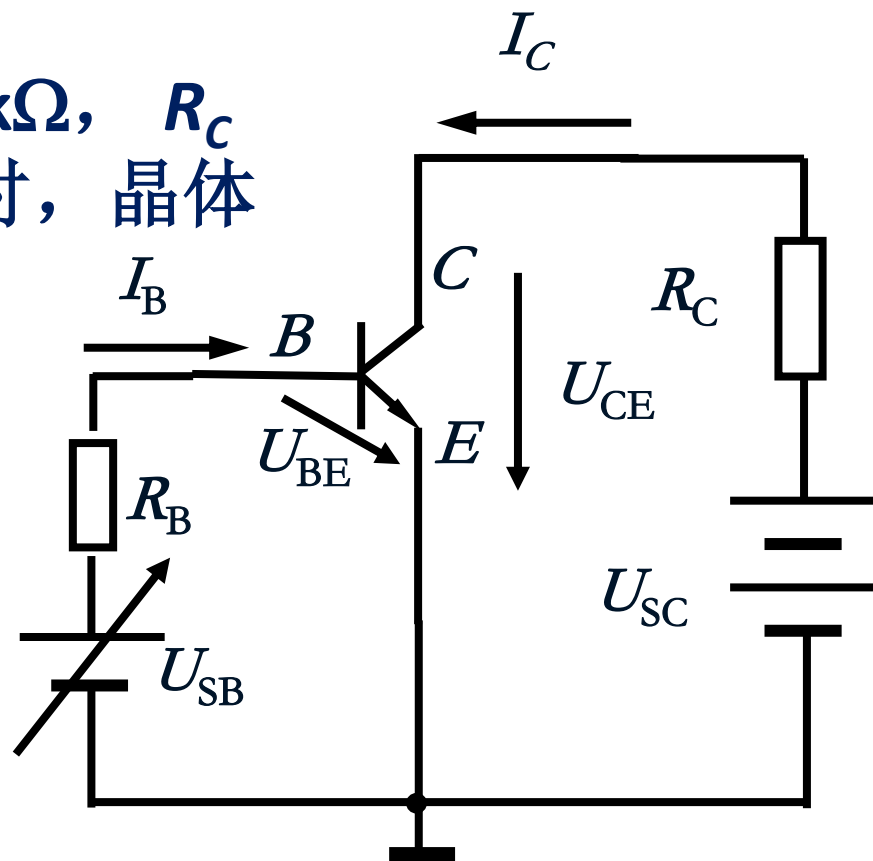 I_C
kΩ， R_C
时，晶体
I_B
B
C
R_C
U_CE
U_BE
E
R_B
U_SC
U_SB